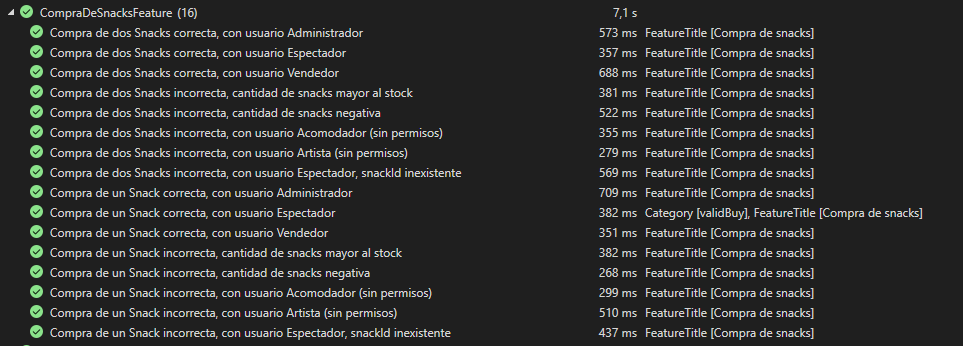 CompraDeSnacksFeature (16) 7,1 s
Compra de dos Snacks correcta, con usuario Administrador 573 ms FeatureTitle [Compra de snacks]
Compra de dos Snacks correcta, con usuario Espectador 357 ms FeatureTitle [Compra de snacks]
Compra de dos Snacks correcta, con usuario Vendedor 688 ms FeatureTitle [Compra de snacks]
Compra de dos Snacks incorrecta, cantidad de snacks mayor al stock 381 ms FeatureTitle [Compra de snacks]
Compra de dos Snacks incorrecta, cantidad de snacks negativa 522 ms FeatureTitle [Compra de snacks]
Compra de dos Snacks incorrecta, con usuario Acomodador (sin permisos) 355 ms FeatureTitle [Compra de snacks]
Compra de dos Snacks incorrecta, con usuario Artista (sin permisos) 279 ms FeatureTitle [Compra de snacks]
Compra de dos Snacks incorrecta, con usuario Espectador, snackId inexistente 569 ms FeatureTitle [Compra de snacks]
Compra de un Snack correcta, con usuario Administrador 709 ms FeatureTitle [Compra de snacks]
Compra de un Snack correcta, con usuario Espectador 382 ms Category [validBuy], FeatureTitle [Compra de snacks]
Compra de un Snack correcta, con usuario Vendedor 351 ms FeatureTitle [Compra de snacks]
Compra de un Snack incorrecta, cantidad de snacks mayor al stock 382 ms FeatureTitle [Compra de snacks]
Compra de un Snack incorrecta, cantidad de snacks negativa 268 ms FeatureTitle [Compra de snacks]
Compra de un Snack incorrecta, con usuario Acomodador (sin permisos) 299 ms FeatureTitle [Compra de snacks]
Compra de un Snack incorrecta, con usuario Artista (sin permisos) 510 ms FeatureTitle [Compra de snacks]
Compra de un Snack incorrecta, con usuario Espectador, snackId inexistente 437 ms FeatureTitle [Compra de snacks]